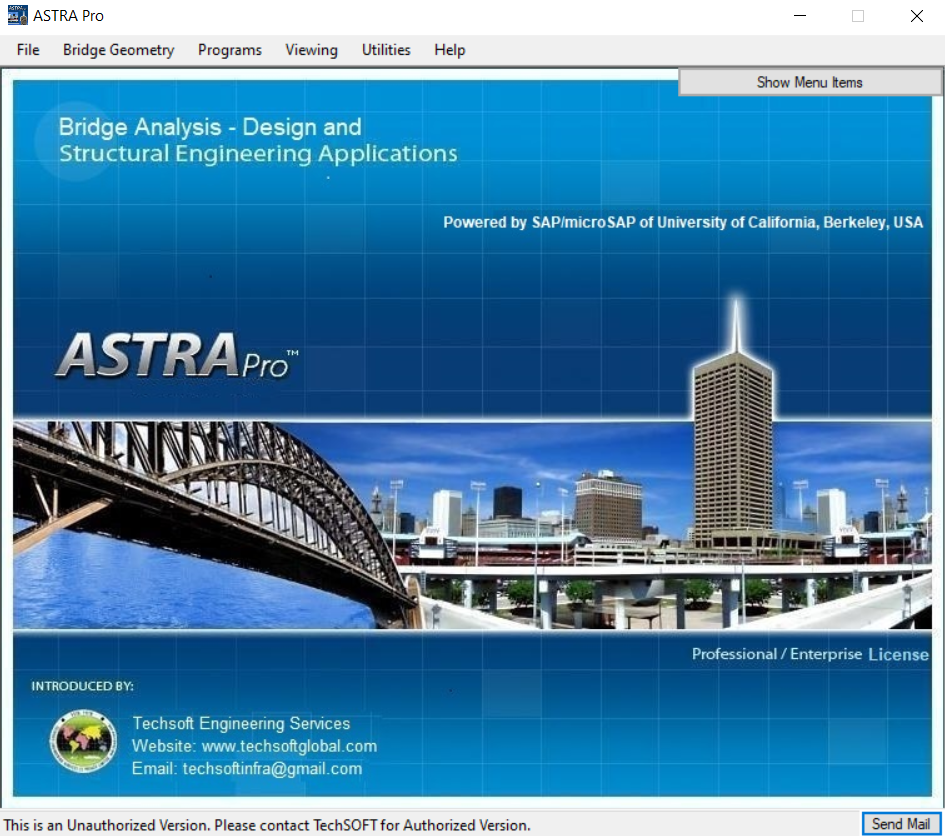 ASTRA Pro
File Bridge Geometry Programs Viewing Utilities Help
Show Menu Items
Bridge Analysis - Design and
Structural Engineering Applications
Powered by SAP/microSAP of University of California, Berkeley, USA
ASTRA Pro™
Professional / Enterprise License
INTRODUCED BY:
Techsoft Engineering Services
Website: www.techsoftglobal.com
Email: techsoftinfra@gmail.com
This is an Unauthorized Version. Please contact TechSOFT for Authorized Version.
Send Mail